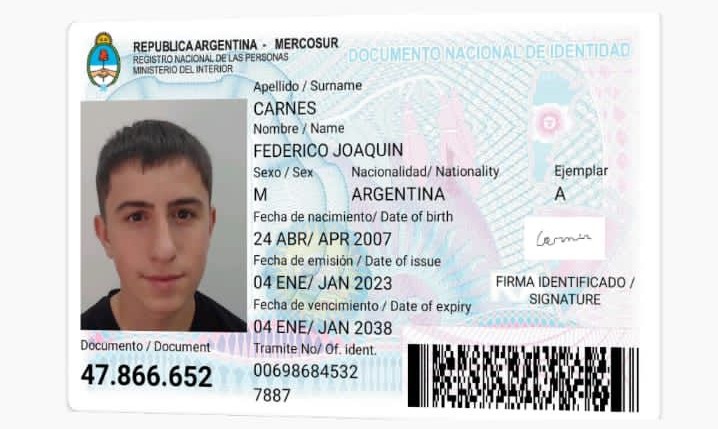 REPUBLICA ARGENTINA - MERCOSUR
REGISTRO NACIONAL DE LAS PERSONAS
MINISTERIO DEL INTERIOR
DOCUMENTO NACIONAL DE IDENTIDAD
Apellido / Surname
CARNES
Nombre / Name
FEDERICO JOAQUIN
Sexo / Sex Nacionalidad/ Nationality Ejemplar
M ARGENTINA A
Fecha de nacimiento/ Date of birth
24 ABR/ APR 2007
Fecha de emisión / Date of issue
04 ENE/ JAN 2023
Fecha de vencimiento / Date of expiry
04 ENE/ JAN 2038
Carnes
FIRMA IDENTIFICADO /
SIGNATURE
Documento / Document
47.866.652
Tramite No/ Of. ident.
00698684532
7887